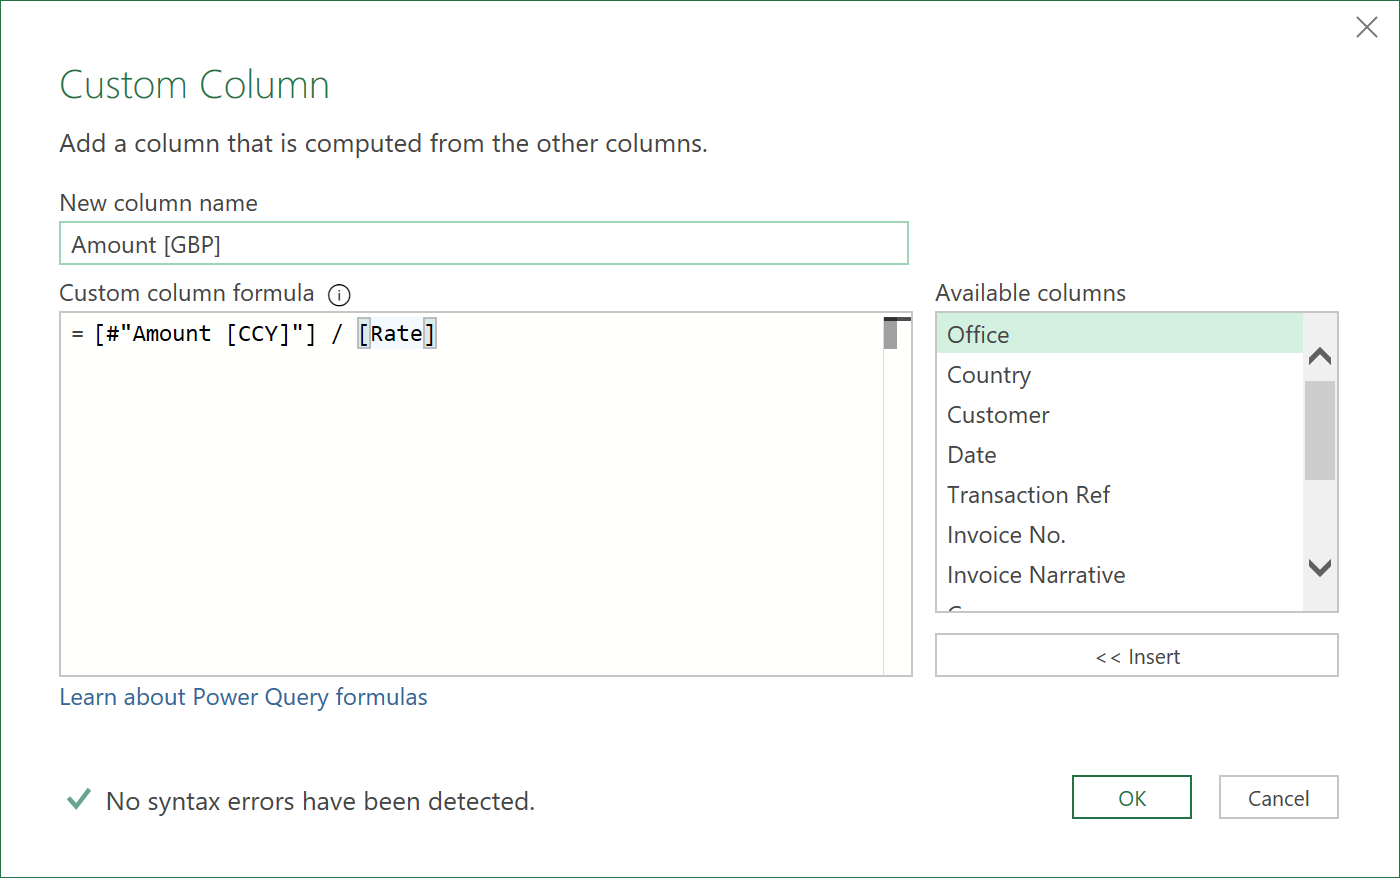 Custom Column
Add a column that is computed from the other columns.
New column name
Amount [GBP]
Custom column formula
= [#"Amount [CCY]"] / [Rate]
Available columns
Office
Country
Customer
Date
Transaction Ref
Invoice No.
Invoice Narrative
<< Insert
Learn about Power Query formulas
No syntax errors have been detected.
OK
Cancel